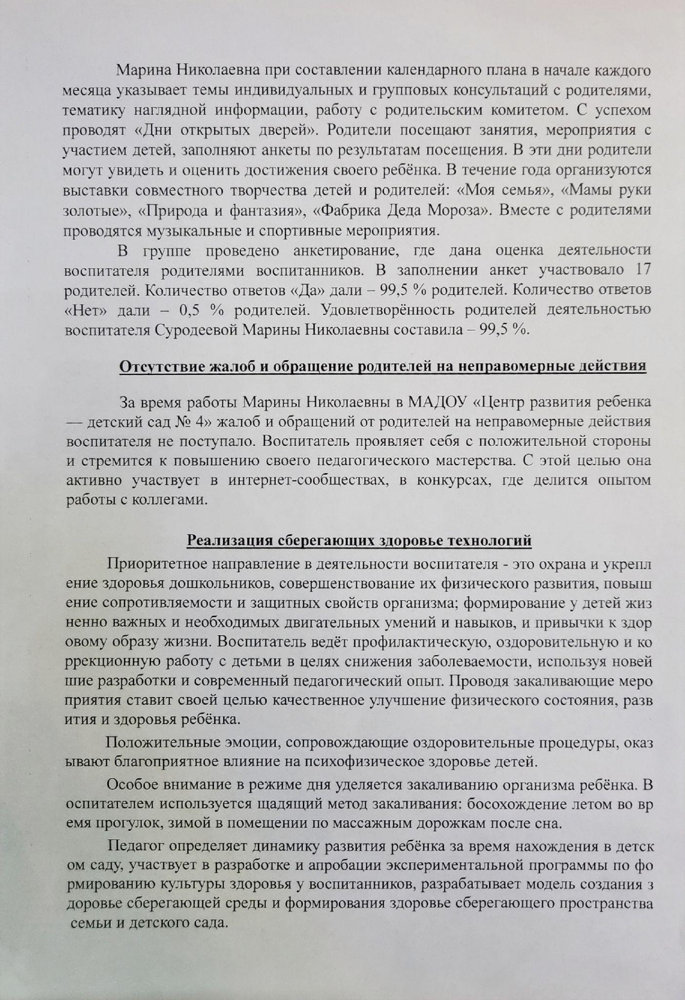 Марина Николаевна при составлении календарного плана в начале каждого
месяца указывает темы индивидуальных и групповых консультаций с родителями,
тематику наглядной информации, работу с родительским комитетом. С успехом
проводят «Дни открытых дверей». Родители посещают занятия, мероприятия с
участием детей, заполняют анкеты по результатам посещения. В эти дни родители
могут увидеть и оценить достижения своего ребёнка. В течение года организуются
выставки совместного творчества детей и родителей: «Моя семья», «Мамы руки
золотые», «Природа и фантазия», «Фабрика Деда Мороза». Вместе с родителями
проводятся музыкальные и спортивные мероприятия.
В группе проведено анкетирование, где дана оценка деятельности
воспитателя родителями воспитанников. В заполнении анкет участвовало 17
родителей. Количество ответов «Да» дали – 99,5 % родителей. Количество ответов
«Нет» дали – 0,5 % родителей. Удовлетворённость родителей деятельностью
воспитателя Суродеевой Марины Николаевны составила – 99,5 %.
Отсутствие жалоб и обращение родителей на неправомерные действия
За время работы Марины Николаевны в МАДОУ «Центр развития ребенка
— детский сад № 4» жалоб и обращений от родителей на неправомерные действия
воспитателя не поступало. Воспитатель проявляет себя с положительной стороны
и стремится к повышению своего педагогического мастерства. С этой целью она
активно участвует в интернет-сообществах, в конкурсах, где делится опытом
работы с коллегами.
Реализация сберегающих здоровье технологий
Приоритетное направление в деятельности воспитателя - это охрана и укрепл
ение здоровья дошкольников, совершенствование их физического развития, повыш
ение сопротивляемости и защитных свойств организма; формирование у детей жиз
ненно важных и необходимых двигательных умений и навыков, и привычки к здор
овому образу жизни. Воспитатель ведёт профилактическую, оздоровительную и ко
ррекционную работу с детьми в целях снижения заболеваемости, используя новей
шие разработки и современный педагогический опыт. Проводя закаливающие меро
приятия ставит своей целью качественное улучшение физического состояния, разв
ития и здоровья ребёнка.
Положительные эмоции, сопровождающие оздоровительные процедуры, оказ
ывают благоприятное влияние на психофизическое здоровье детей.
Особое внимание в режиме дня уделяется закаливанию организма ребёнка. В
оспитателем используется щадящий метод закаливания: босохождение летом во вр
емя прогулок, зимой в помещении по массажным дорожкам после сна.
Педагог определяет динамику развития ребёнка за время нахождения в детск
ом саду, участвует в разработке и апробации экспериментальной программы по фо
рмированию культуры здоровья у воспитанников, разрабатывает модель создания з
доровье сберегающей среды и формирования здоровье сберегающего пространства
семьи и детского сада.